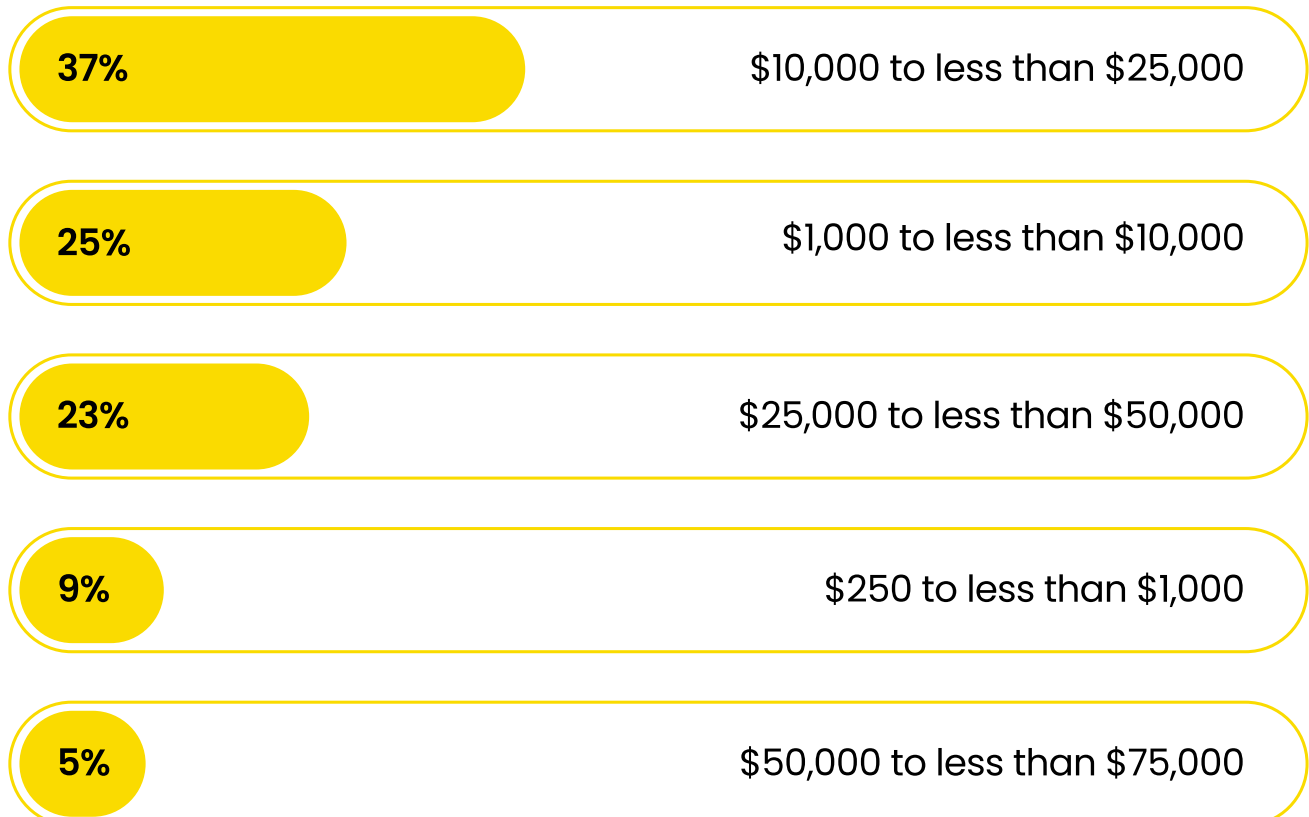 37% $10,000 to less than $25,000
25% $1,000 to less than $10,000
23% $25,000 to less than $50,000
9% $250 to less than $1,000
5% $50,000 to less than $75,000